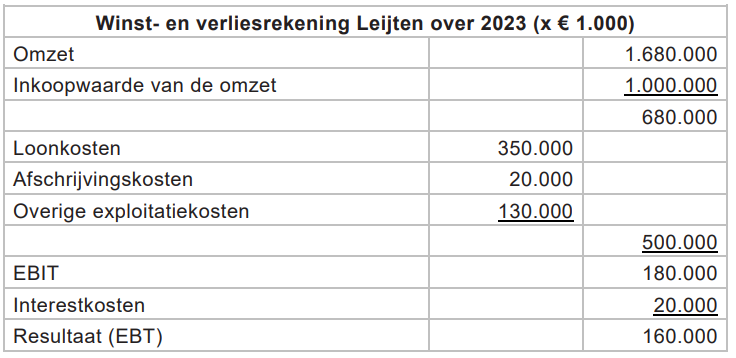 Winst- en verliesrekening Leijten over 2023 (x € 1.000)
Omzet 1.680.000
Inkoopwaarde van de omzet 1.000.000
680.000
Loonkosten 350.000
Afschrijvingskosten 20.000
Overige exploitatiekosten 130.000
500.000
EBIT 180.000
Interestkosten 20.000
Resultaat (EBT) 160.000